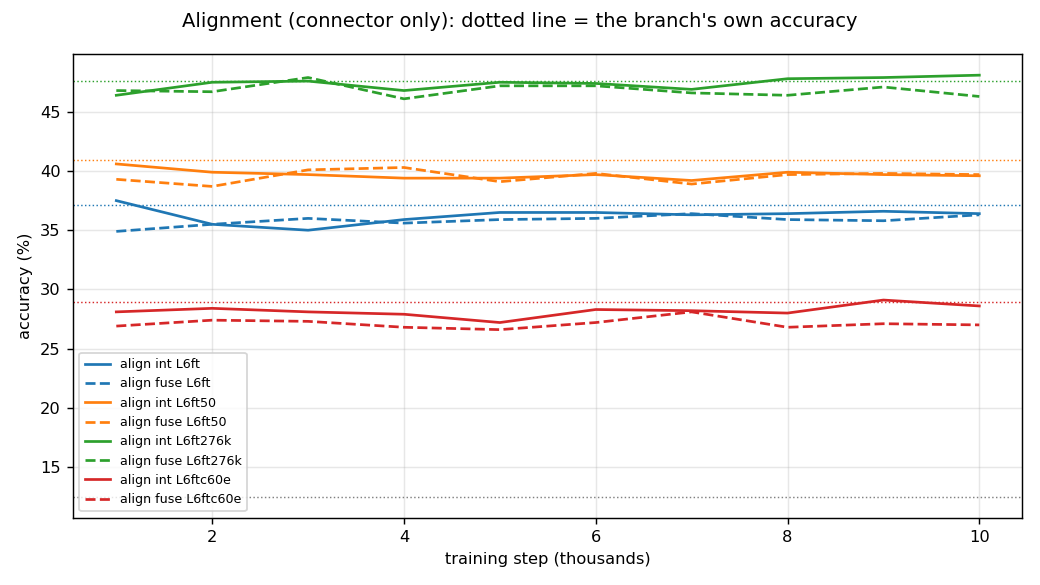 Alignment (connector only): dotted line = the branch's own accuracy
accuracy (%)
45
40
35
30
25
20
15
align int L6ft
align fuse L6ft
align int L6ft50
align fuse L6ft50
align int L6ft276k
align fuse L6ft276k
align int L6ftc60e
align fuse L6ftc60e
2
4
6
8
10
training step (thousands)